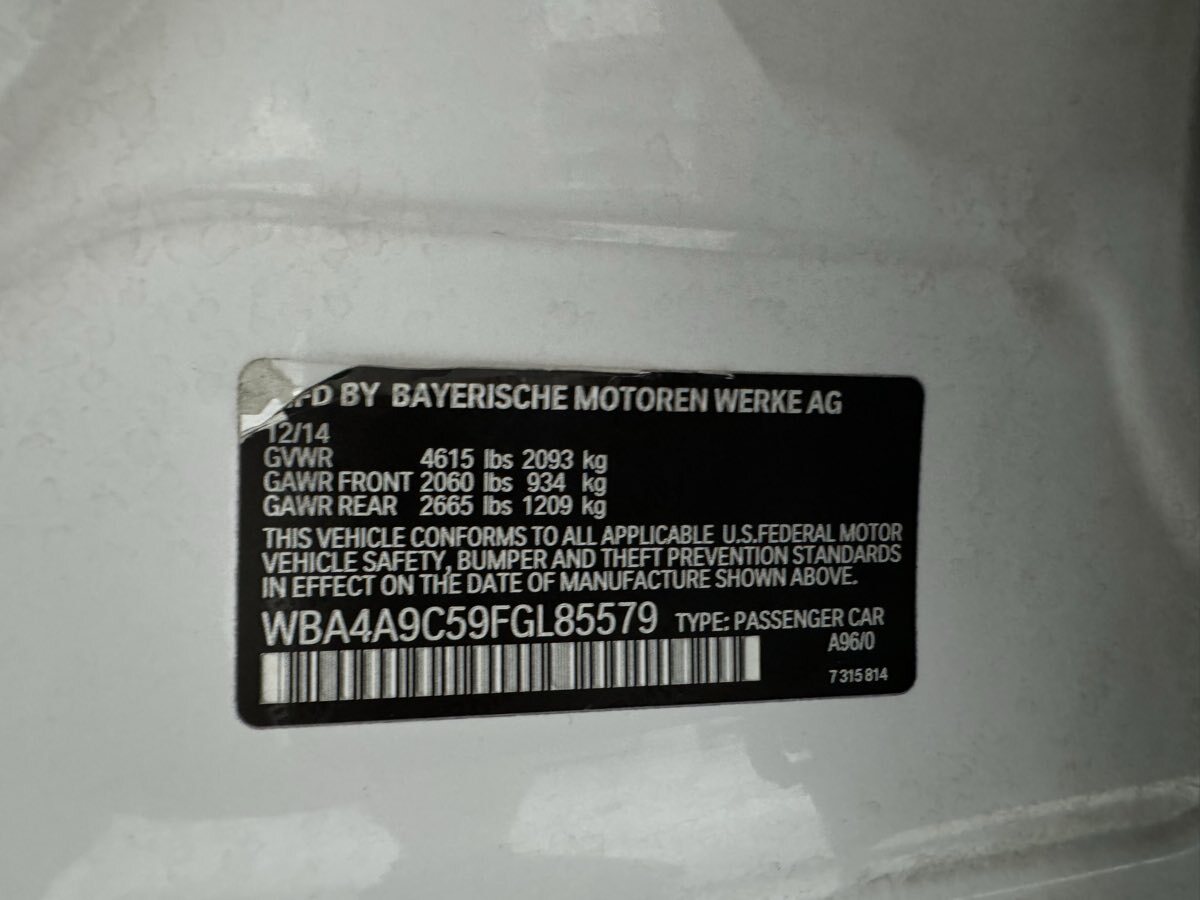 MFD BY BAYERISCHE MOTOREN WERKE AG
12/14
GVWR 4615 lbs 2093 kg
GAWR FRONT 2060 lbs 934 kg
GAWR REAR 2665 lbs 1209 kg
THIS VEHICLE CONFORMS TO ALL APPLICABLE U.S.FEDERAL MOTOR
VEHICLE SAFETY, BUMPER AND THEFT PREVENTION STANDARDS
IN EFFECT ON THE DATE OF MANUFACTURE SHOWN ABOVE.
WBA4A9C59FGL85579 TYPE: PASSENGER CAR
A96/0
7 315 814